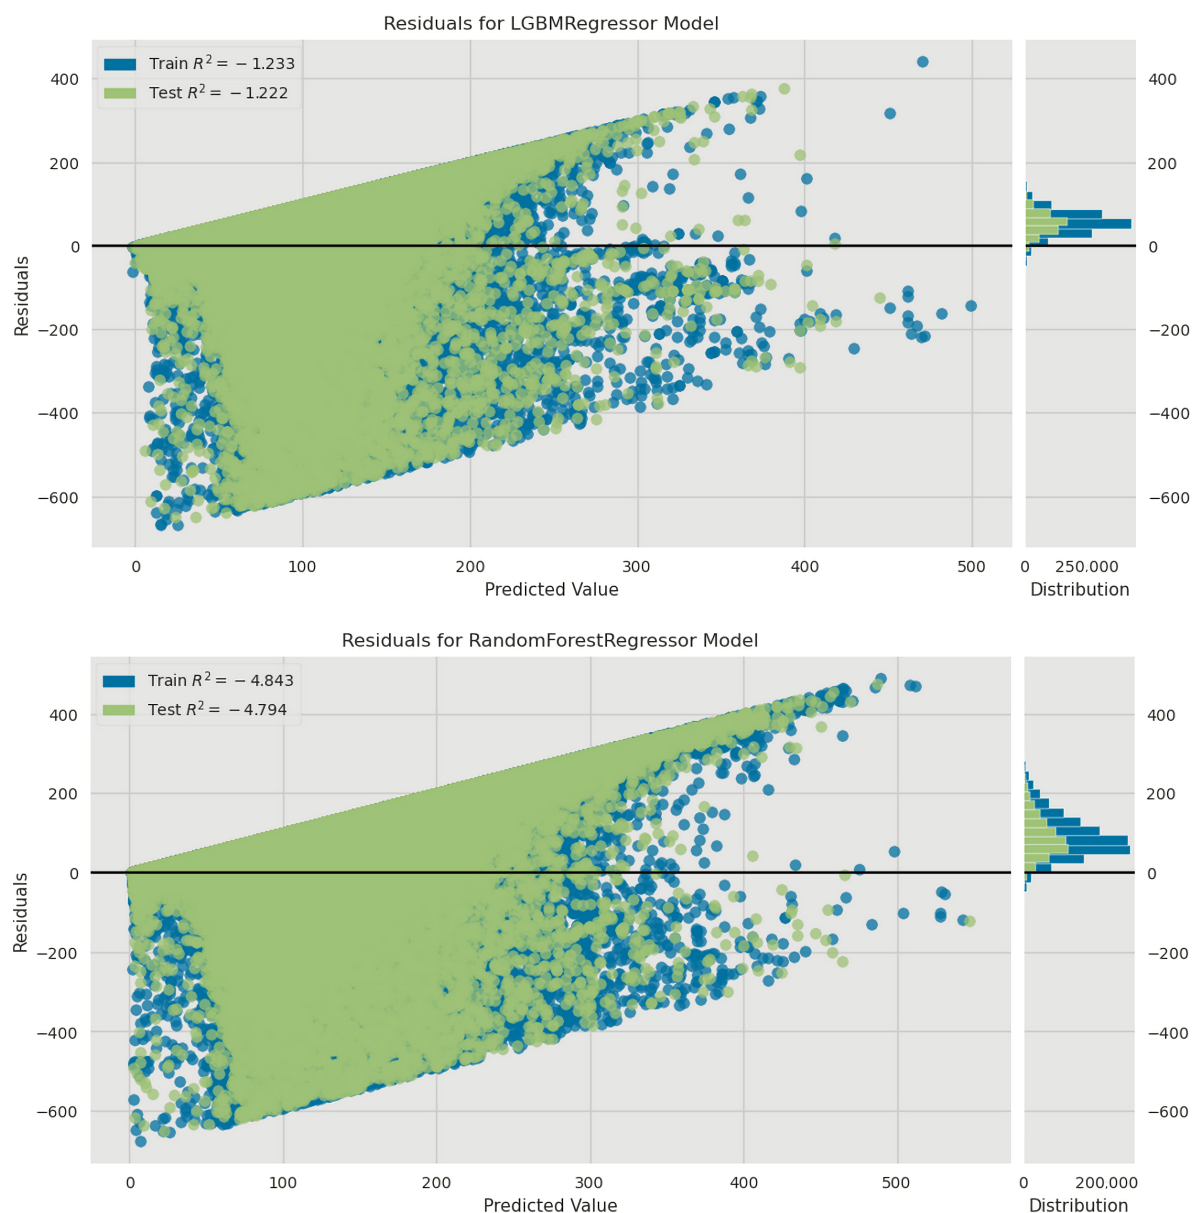 Residuals for LGBMRegressor Model
Train R² = −1.233
Test R² = −1.222
400
200
0
−200
−400
−600
Residuals
0 100 200 300 400 500
Predicted Value
400
200
0
−200
−400
−600
0 250.000
Distribution
Residuals for RandomForestRegressor Model
Train R² = −4.843
Test R² = −4.794
400
200
0
−200
−400
−600
Residuals
0 100 200 300 400 500
Predicted Value
400
200
0
−200
−400
−600
0 200.000
Distribution